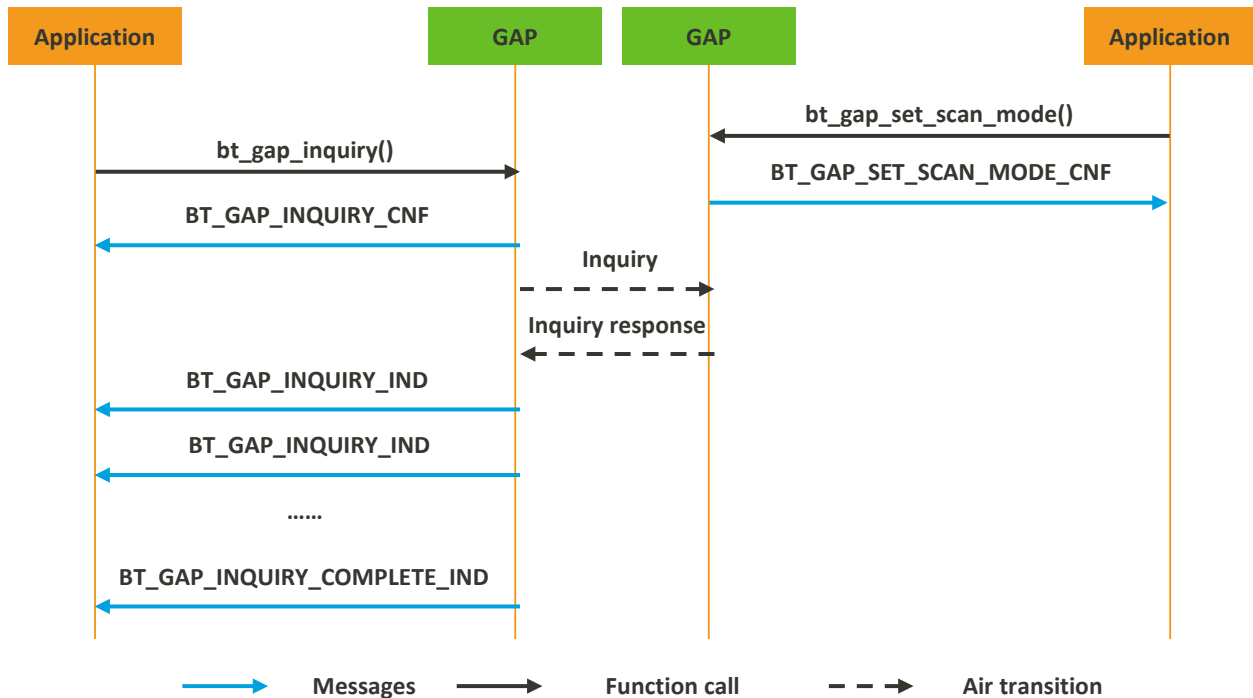 Application
GAP
GAP
Application
bt_gap_set_scan_mode()
bt_gap_inquiry()
BT_GAP_SET_SCAN_MODE_CNF
BT_GAP_INQUIRY_CNF
Inquiry
Inquiry response
BT_GAP_INQUIRY_IND
BT_GAP_INQUIRY_IND
......
BT_GAP_INQUIRY_COMPLETE_IND
Messages
Function call
Air transition